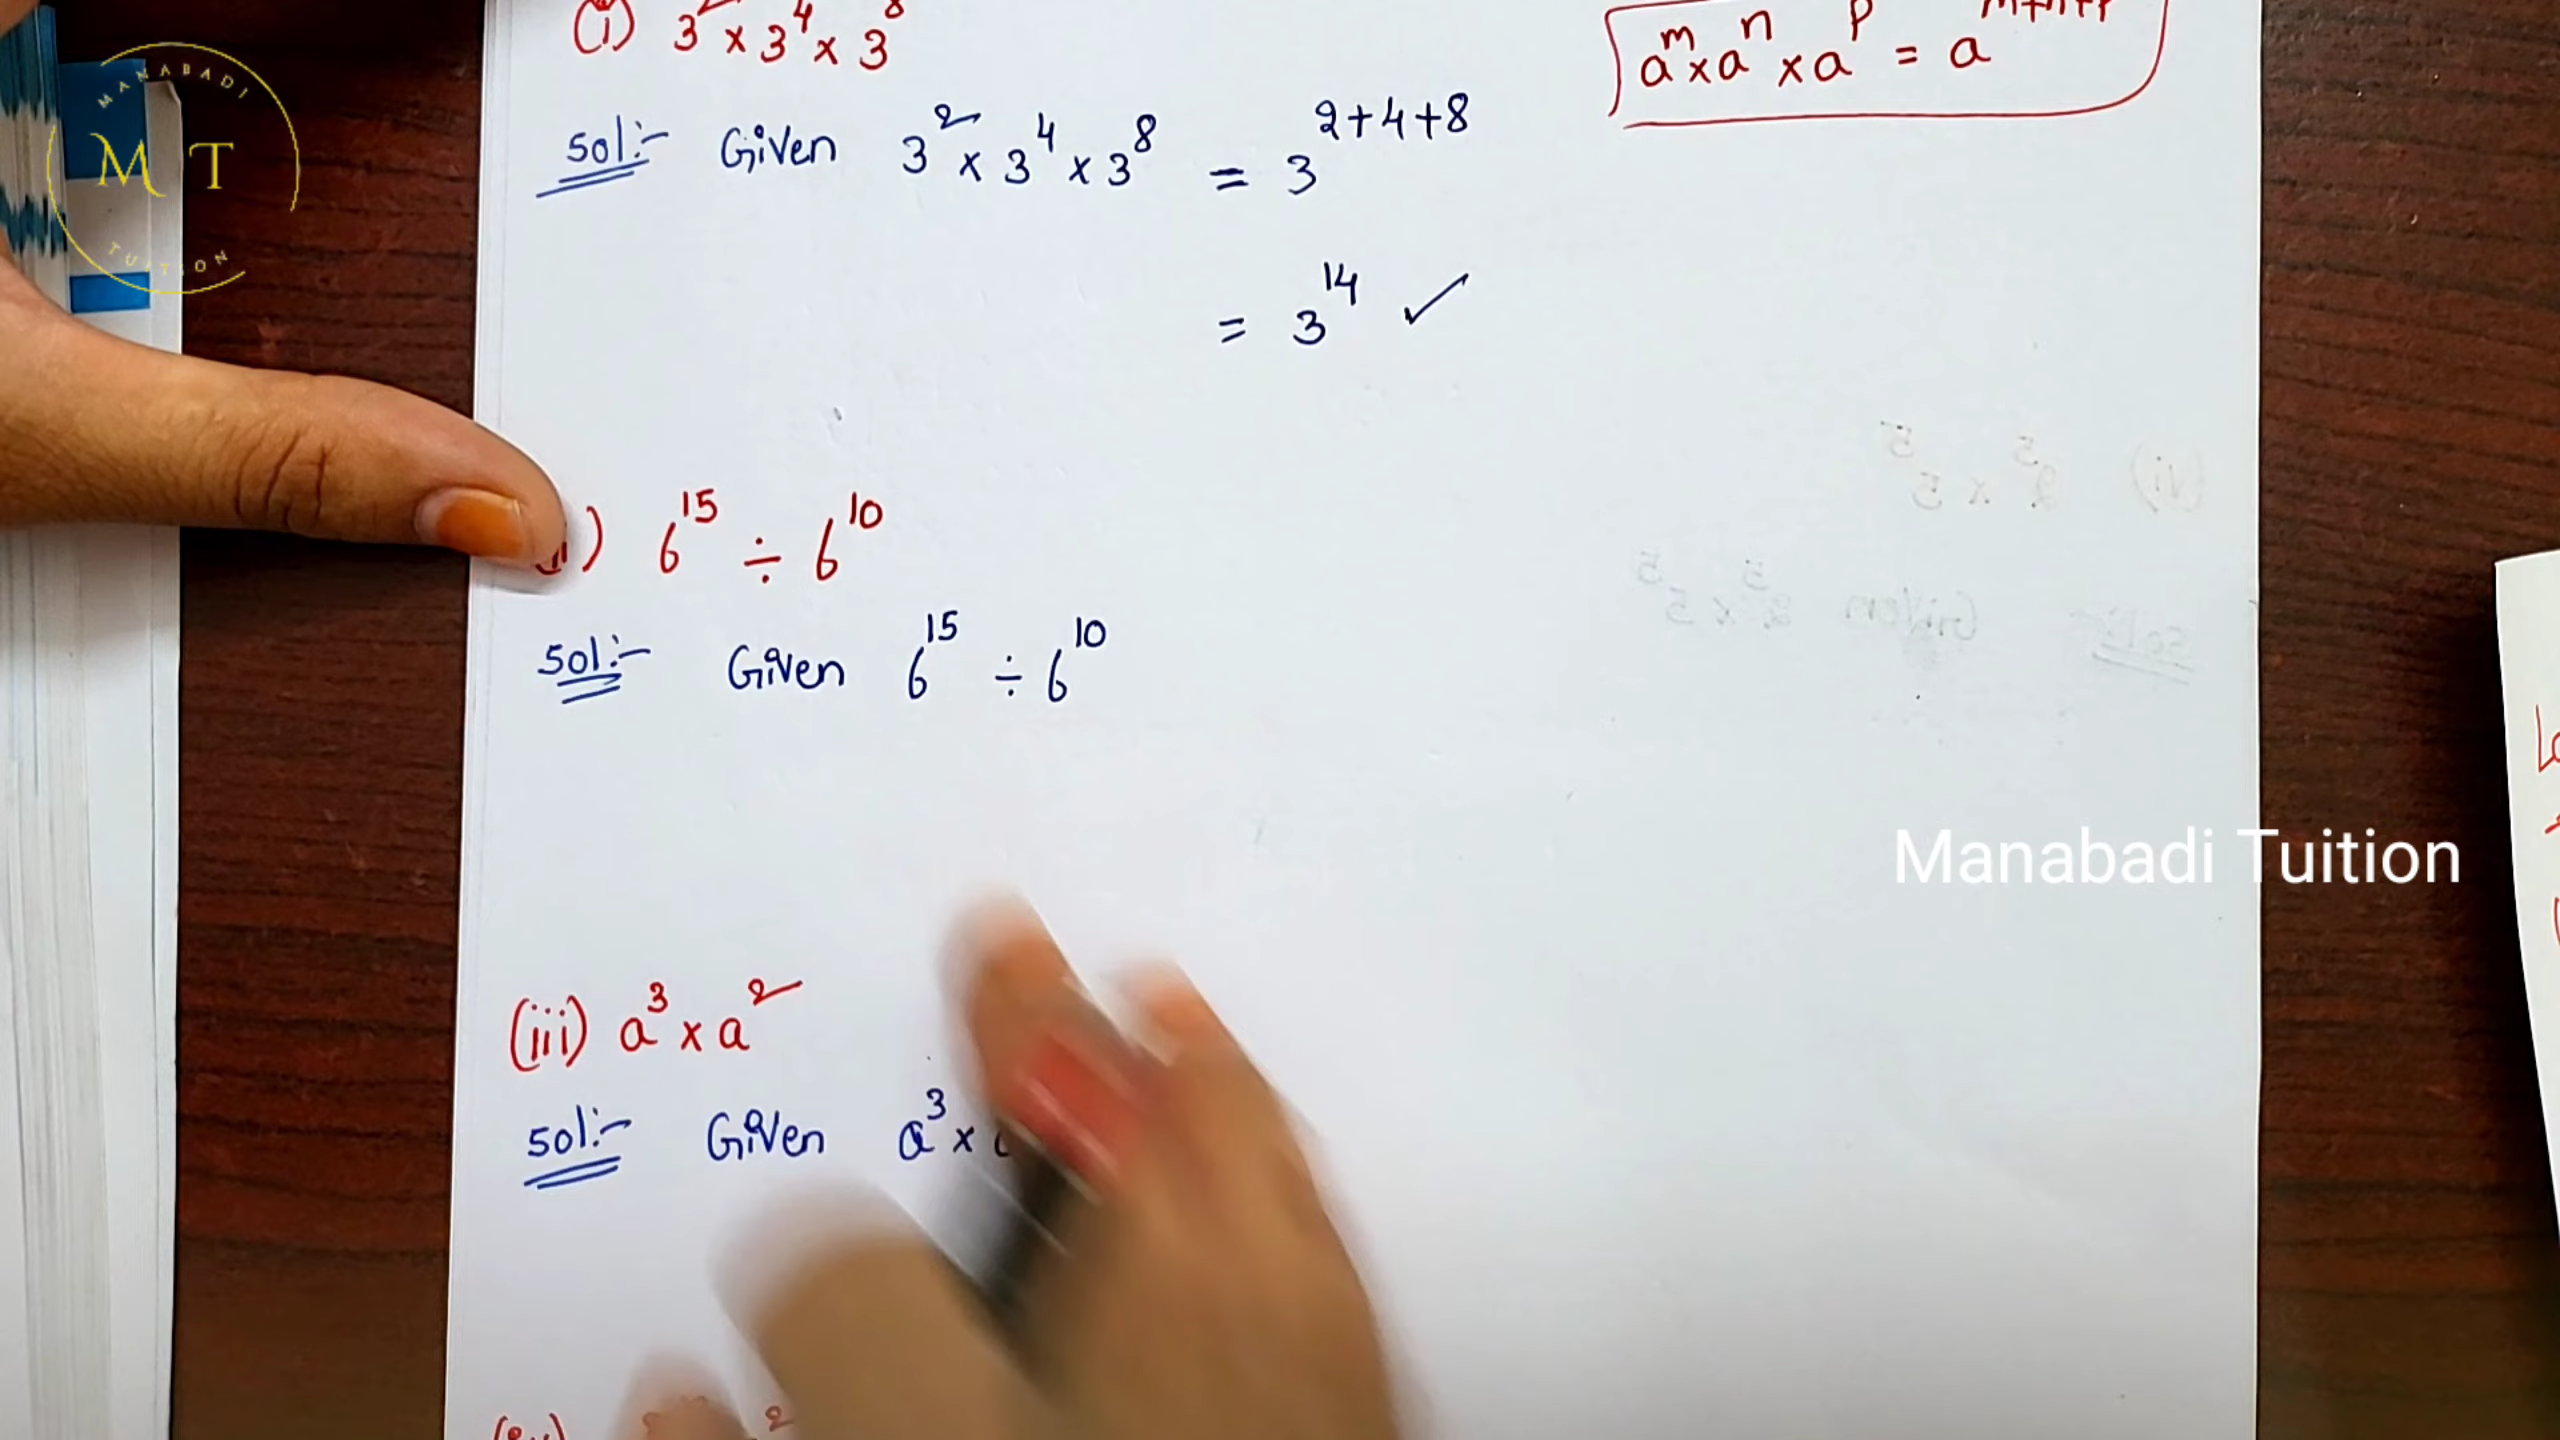 (i) 3² × 3⁴ × 3⁸
aᵐ × aⁿ × aᵖ = aᵐ⁺ⁿ⁺ᵖ
Sol:- Given 3² × 3⁴ × 3⁸ = 3²⁺⁴⁺⁸
= 3¹⁴ ✓
6¹⁵ ÷ 6¹⁰
Sol:- Given 6¹⁵ ÷ 6¹⁰
(iii) a³ × a²
Sol:- Given a³ ×
MANABADI
M T
TUITION
Manabadi Tuition